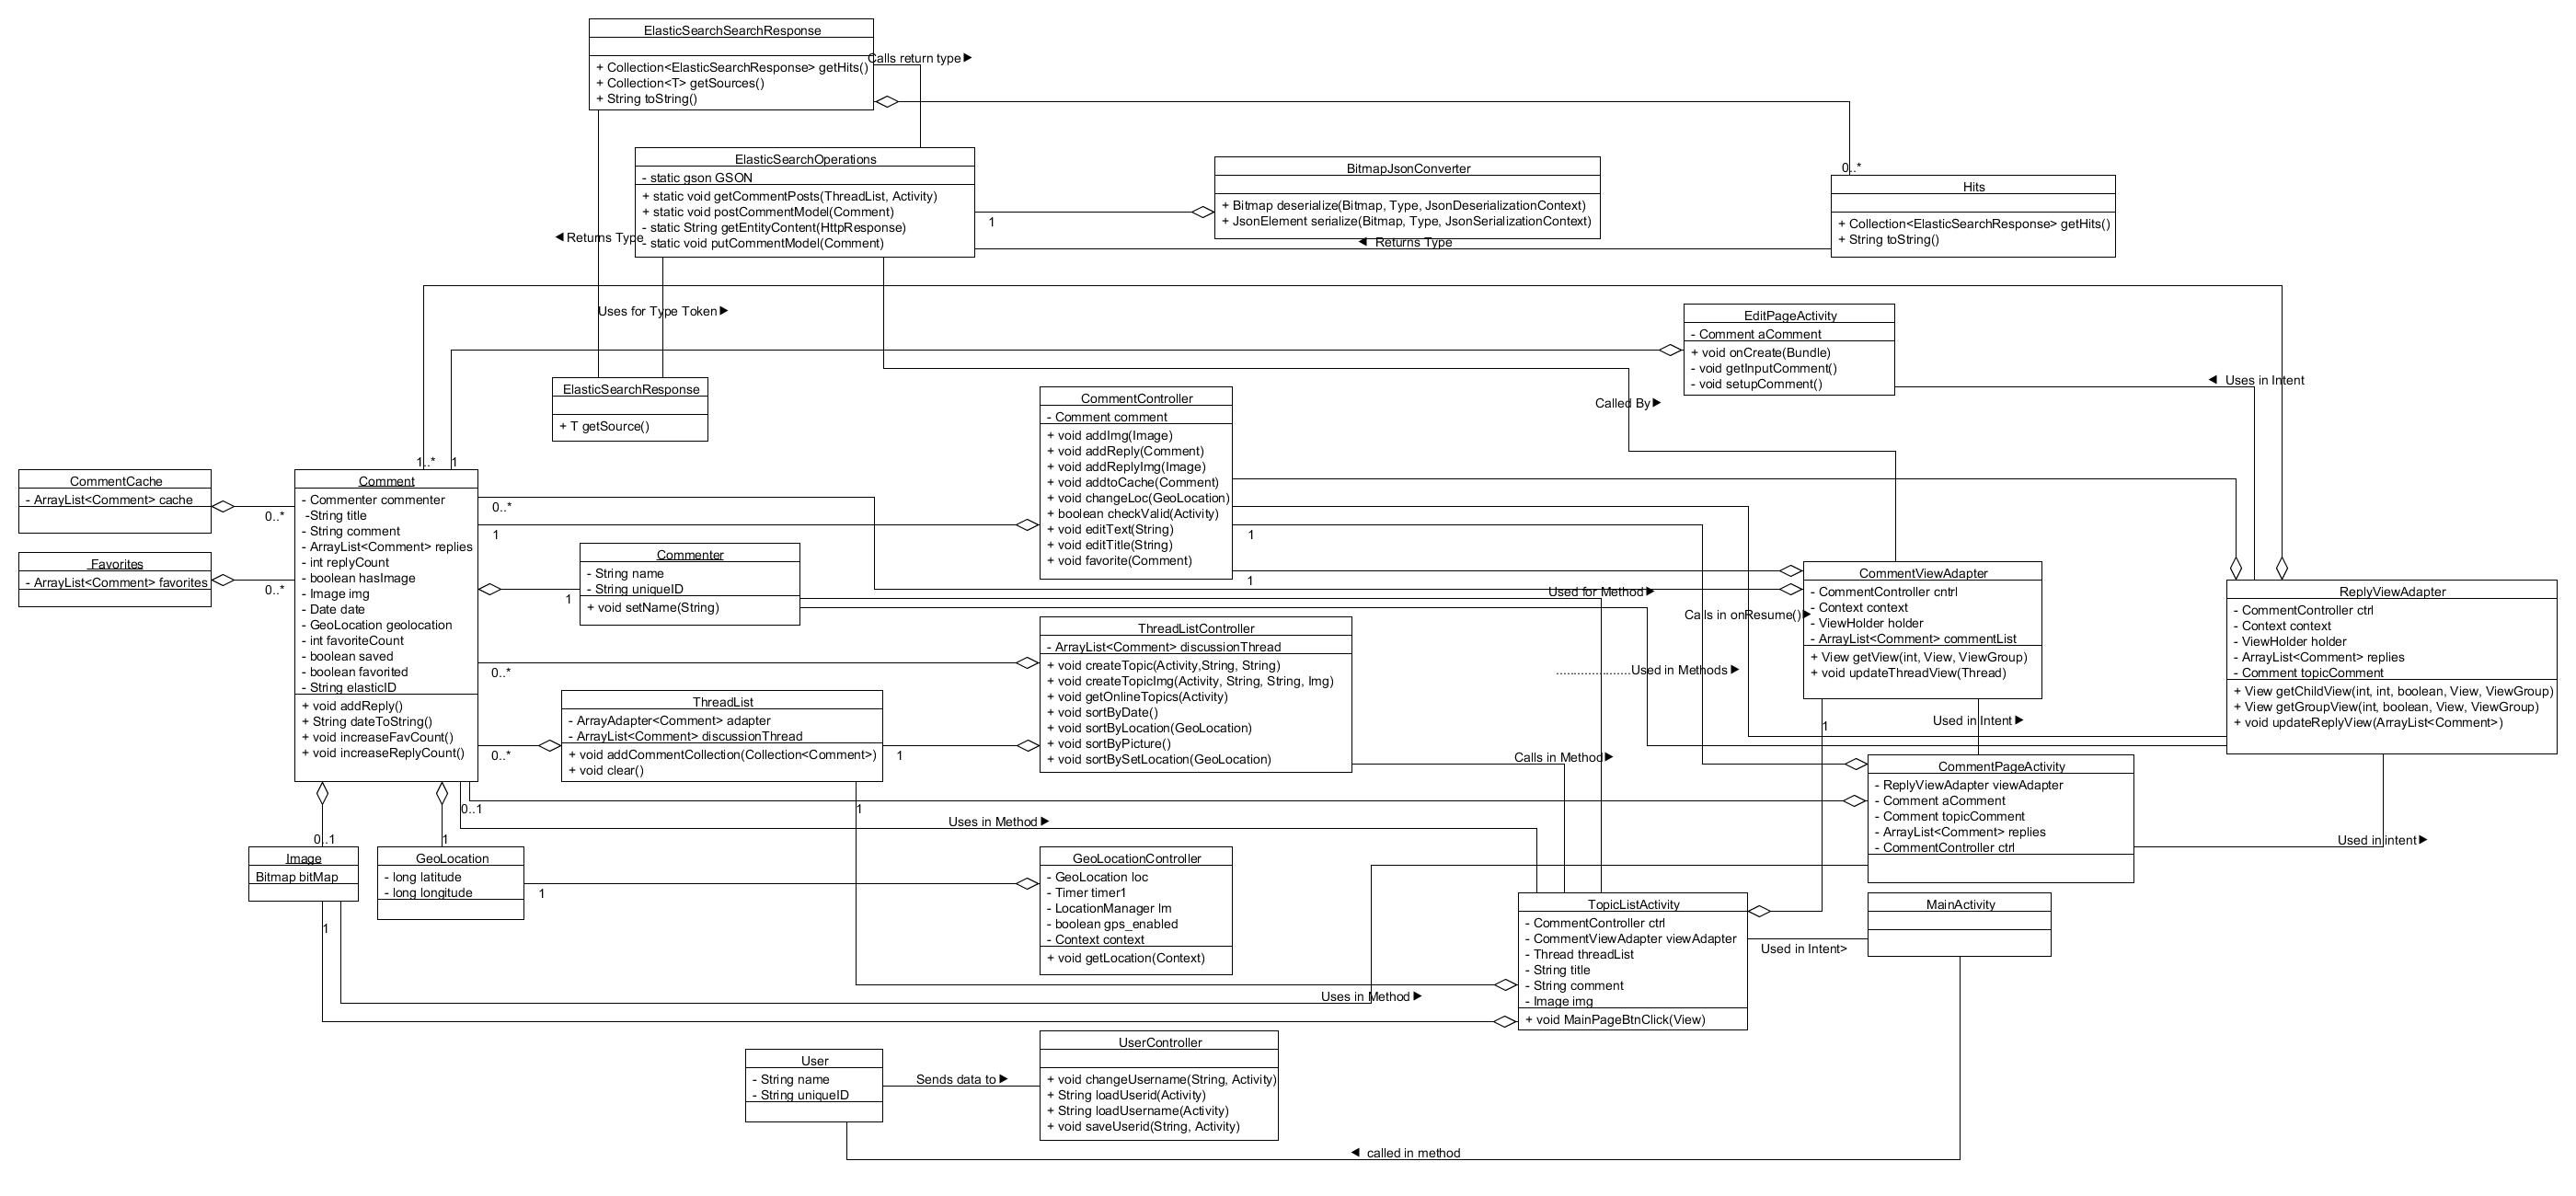 ElasticSearchSearchResponse
+ Collection<ElasticSearchResponse> getHits()
+ Collection<T> getSources()
+ String toString()
Calls return type ▶
ElasticSearchOperations
- static gson GSON
+ static void getCommentPosts(ThreadList, Activity)
+ static void postCommentModel(Comment)
- static String getEntityContent(HttpResponse)
- static void putCommentModel(Comment)
1
BitmapJsonConverter
+ Bitmap deserialize(Bitmap, Type, JsonDeserializationContext)
+ JsonElement serialize(Bitmap, Type, JsonSerializationContext)
0..*
Hits
+ Collection<ElasticSearchResponse> getHits()
+ String toString()
◀ Returns Type
◀ Returns Type
Uses for Type Token ▶
EditPageActivity
- Comment aComment
+ void onCreate(Bundle)
- void getInputComment()
- void setupComment()
◀ Uses in Intent
Called By ▶
ElasticSearchResponse
+ T getSource()
CommentController
- Comment comment
+ void addImg(Image)
+ void addReply(Comment)
+ void addReplyImg(Image)
+ void addtoCache(Comment)
+ void changeLoc(GeoLocation)
+ boolean checkValid(Activity)
+ void editText(String)
+ void editTitle(String)
+ void favorite(Comment)
1
1
1..*
1
CommentCache
- ArrayList<Comment> cache
0..*
Favorites
- ArrayList<Comment> favorites
0..*
Comment
- Commenter commenter
-String title
- String comment
- ArrayList<Comment> replies
- int replyCount
- boolean hasImage
- Image img
- Date date
- GeoLocation geolocation
- int favoriteCount
- boolean saved
- boolean favorited
- String elasticID
+ void addReply()
+ String dateToString()
+ void increaseFavCount()
+ void increaseReplyCount()
0..*
1
1
0..*
0..*
0..1
Commenter
- String name
- String uniqueID
+ void setName(String)
Used for Method ▶
Calls in onResume() ▶
CommentViewAdapter
- CommentController cntrl
- Context context
- ViewHolder holder
- ArrayList<Comment> commentList
+ View getView(int, View, ViewGroup)
+ void updateThreadView(Thread)
ReplyViewAdapter
- CommentController ctrl
- Context context
- ViewHolder holder
- ArrayList<Comment> replies
- Comment topicComment
+ View getChildView(int, int, boolean, View, ViewGroup)
+ View getGroupView(int, boolean, View, ViewGroup)
+ void updateReplyView(ArrayList<Comment>)
ThreadListController
- ArrayList<Comment> discussionThread
+ void createTopic(Activity,String, String)
+ void createTopicImg(Activity, String, String, Img)
+ void getOnlineTopics(Activity)
+ void sortByDate()
+ void sortByLocation(GeoLocation)
+ void sortByPicture()
+ void sortBySetLocation(GeoLocation)
......................Used in Methods ▶
1
Used in Intent ▶
ThreadList
- ArrayAdapter<Comment> adapter
- ArrayList<Comment> discussionThread
+ void addCommentCollection(Collection<Comment>)
+ void clear()
1
1
Calls in Method ▶
CommentPageActivity
- ReplyViewAdapter viewAdapter
- Comment aComment
- Comment topicComment
- ArrayList<Comment> replies
- CommentController ctrl
Used in intent ▶
Uses in Method ▶
0..1
1
Image
Bitmap bitMap
1
GeoLocation
- long latitude
- long longitude
1
GeoLocationController
- GeoLocation loc
- Timer timer1
- LocationManager lm
- boolean gps_enabled
- Context context
+ void getLocation(Context)
Uses in Method ▶
TopicListActivity
- CommentController ctrl
- CommentViewAdapter viewAdapter
- Thread threadList
- String title
- String comment
- Image img
+ void MainPageBtnClick(View)
Used in Intent>
MainActivity
User
- String name
- String uniqueID
Sends data to ▶
UserController
+ void changeUsername(String, Activity)
+ String loadUserid(Activity)
+ String loadUsername(Activity)
+ void saveUserid(String, Activity)
◀ called in method